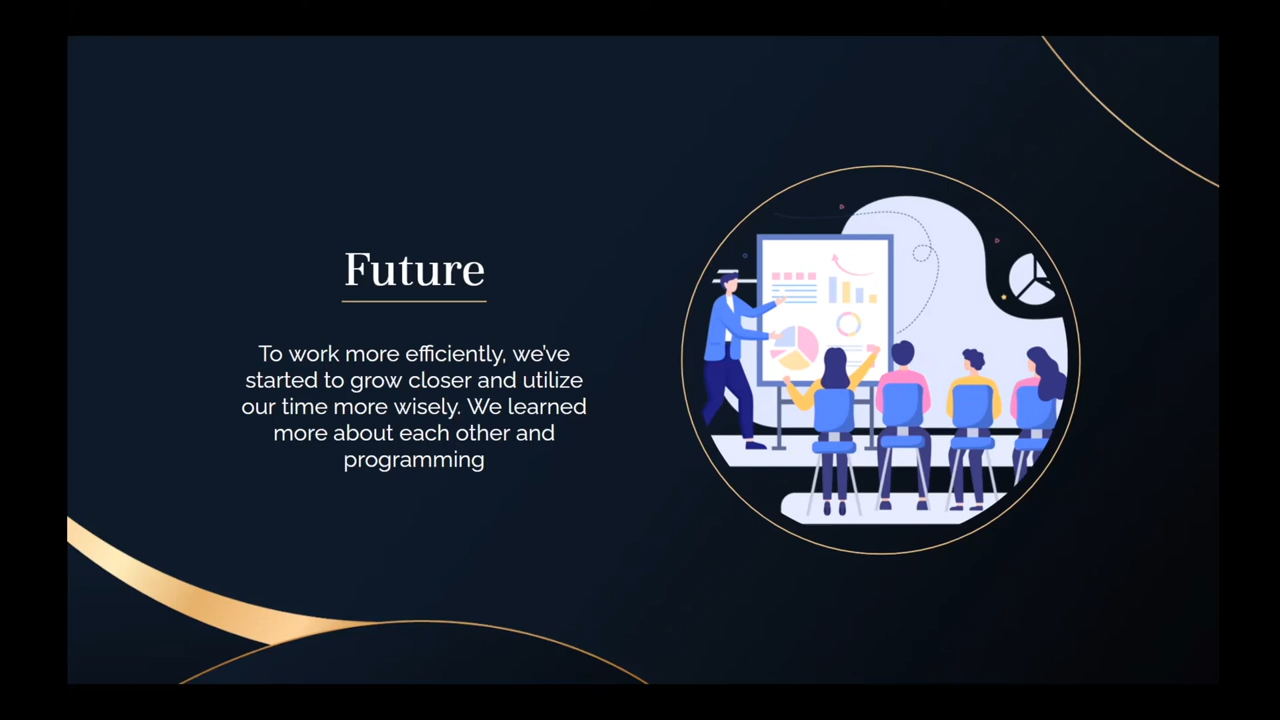 Future
To work more efficiently, we've
started to grow closer and utilize
our time more wisely. We learned
more about each other and
programming